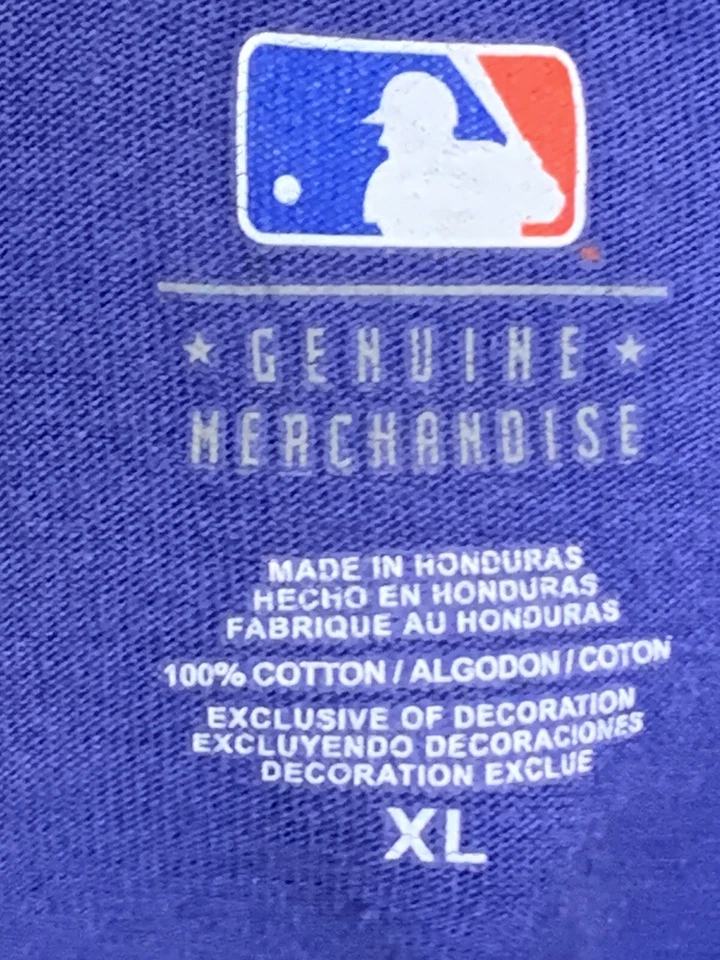 ★ GENUINE ★
MERCHANDISE
MADE IN HONDURAS
HECHO EN HONDURAS
FABRIQUE AU HONDURAS
100% COTTON / ALGODON / COTON
EXCLUSIVE OF DECORATION
EXCLUYENDO DECORACIONES
DECORATION EXCLUE
XL